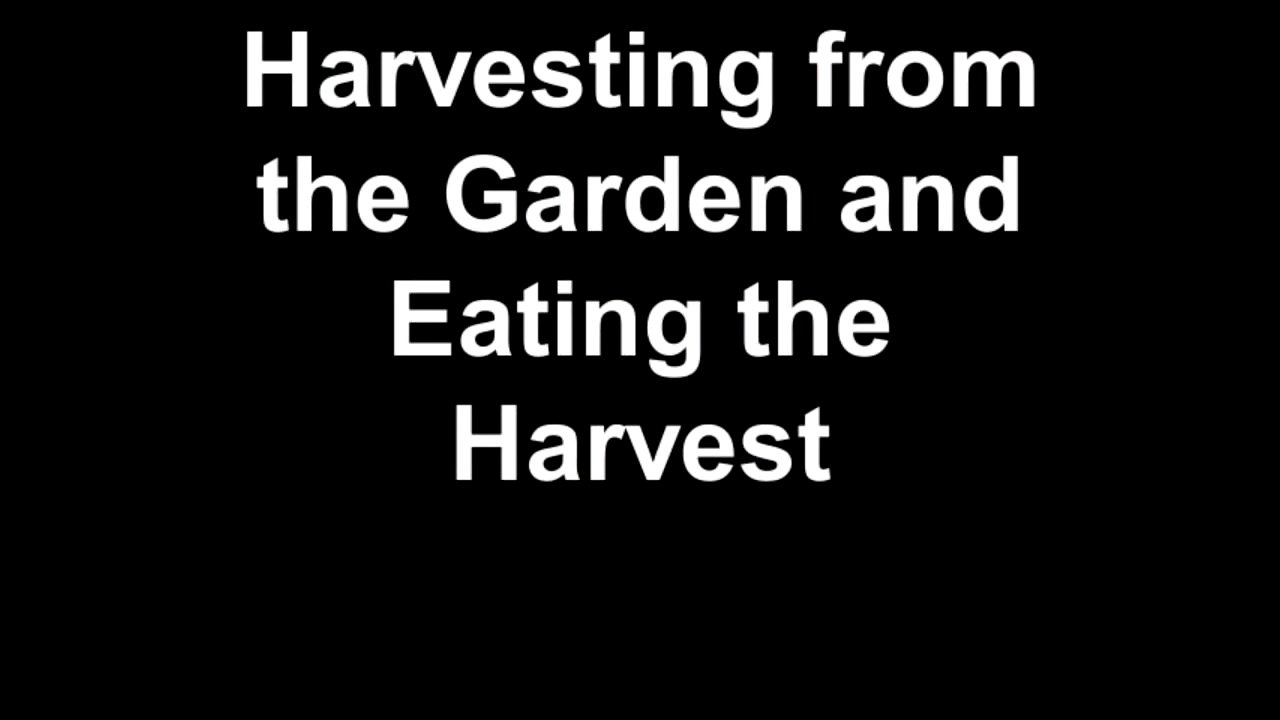 Harvesting from
the Garden and
Eating the
Harvest